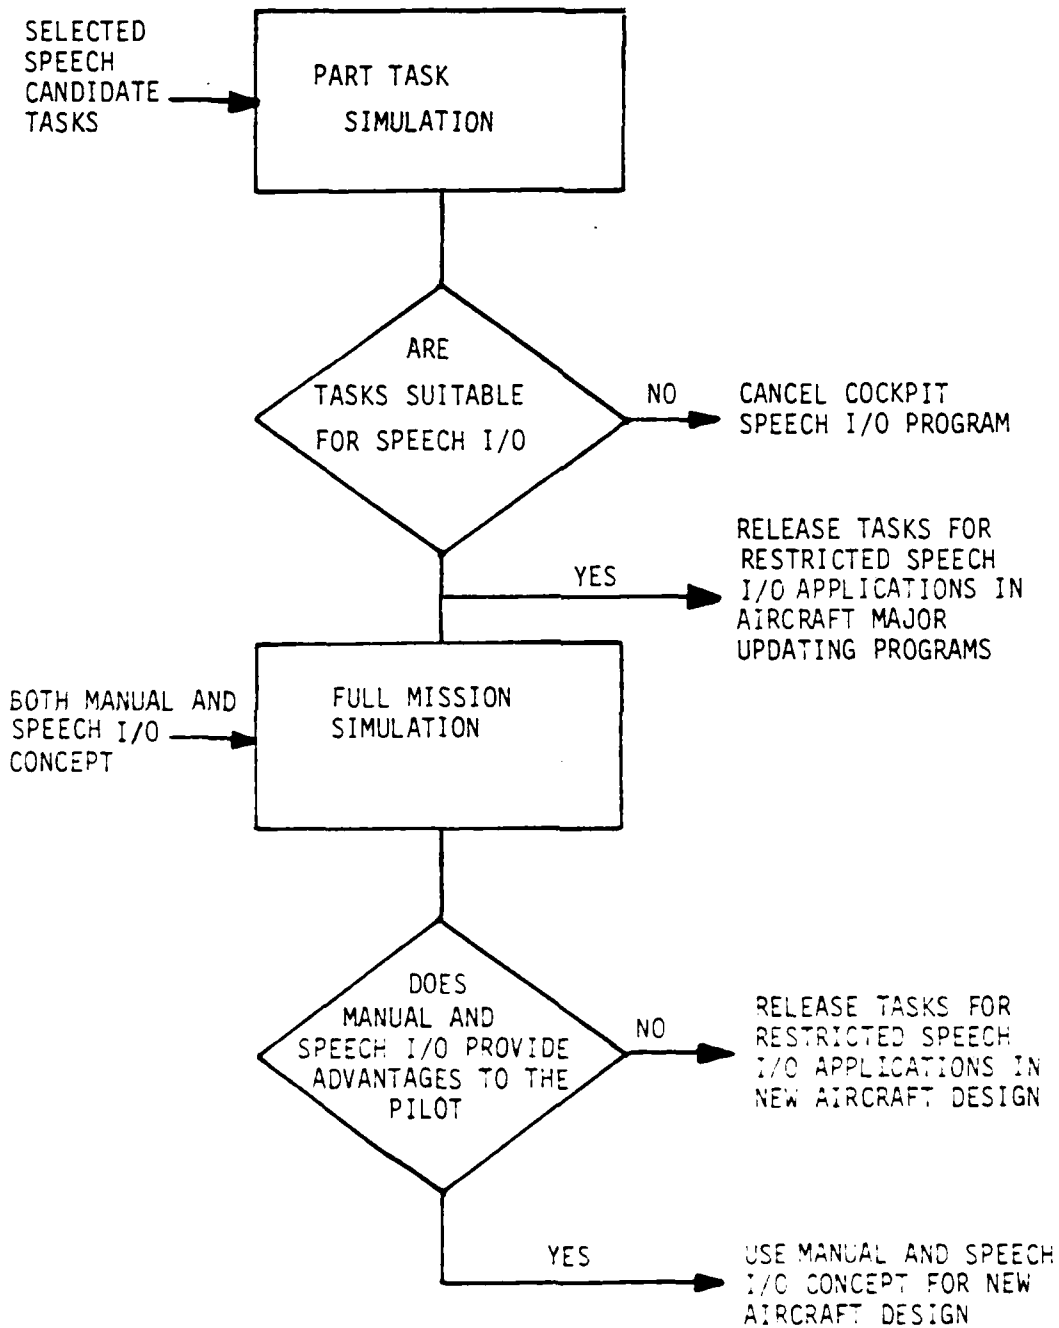 SELECTED
SPEECH
CANDIDATE
TASKS
PART TASK
SIMULATION
ARE
TASKS SUITABLE
FOR SPEECH I/O
NO
CANCEL COCKPIT
SPEECH I/O PROGRAM
YES
RELEASE TASKS FOR
RESTRICTED SPEECH
I/O APPLICATIONS IN
AIRCRAFT MAJOR
UPDATING PROGRAMS
BOTH MANUAL AND
SPEECH I/O
CONCEPT
FULL MISSION
SIMULATION
DOES
MANUAL AND
SPEECH I/O PROVIDE
ADVANTAGES TO THE
PILOT
NO
RELEASE TASKS FOR
RESTRICTED SPEECH
I/O APPLICATIONS IN
NEW AIRCRAFT DESIGN
YES
USE MANUAL AND SPEECH
I/O CONCEPT FOR NEW
AIRCRAFT DESIGN